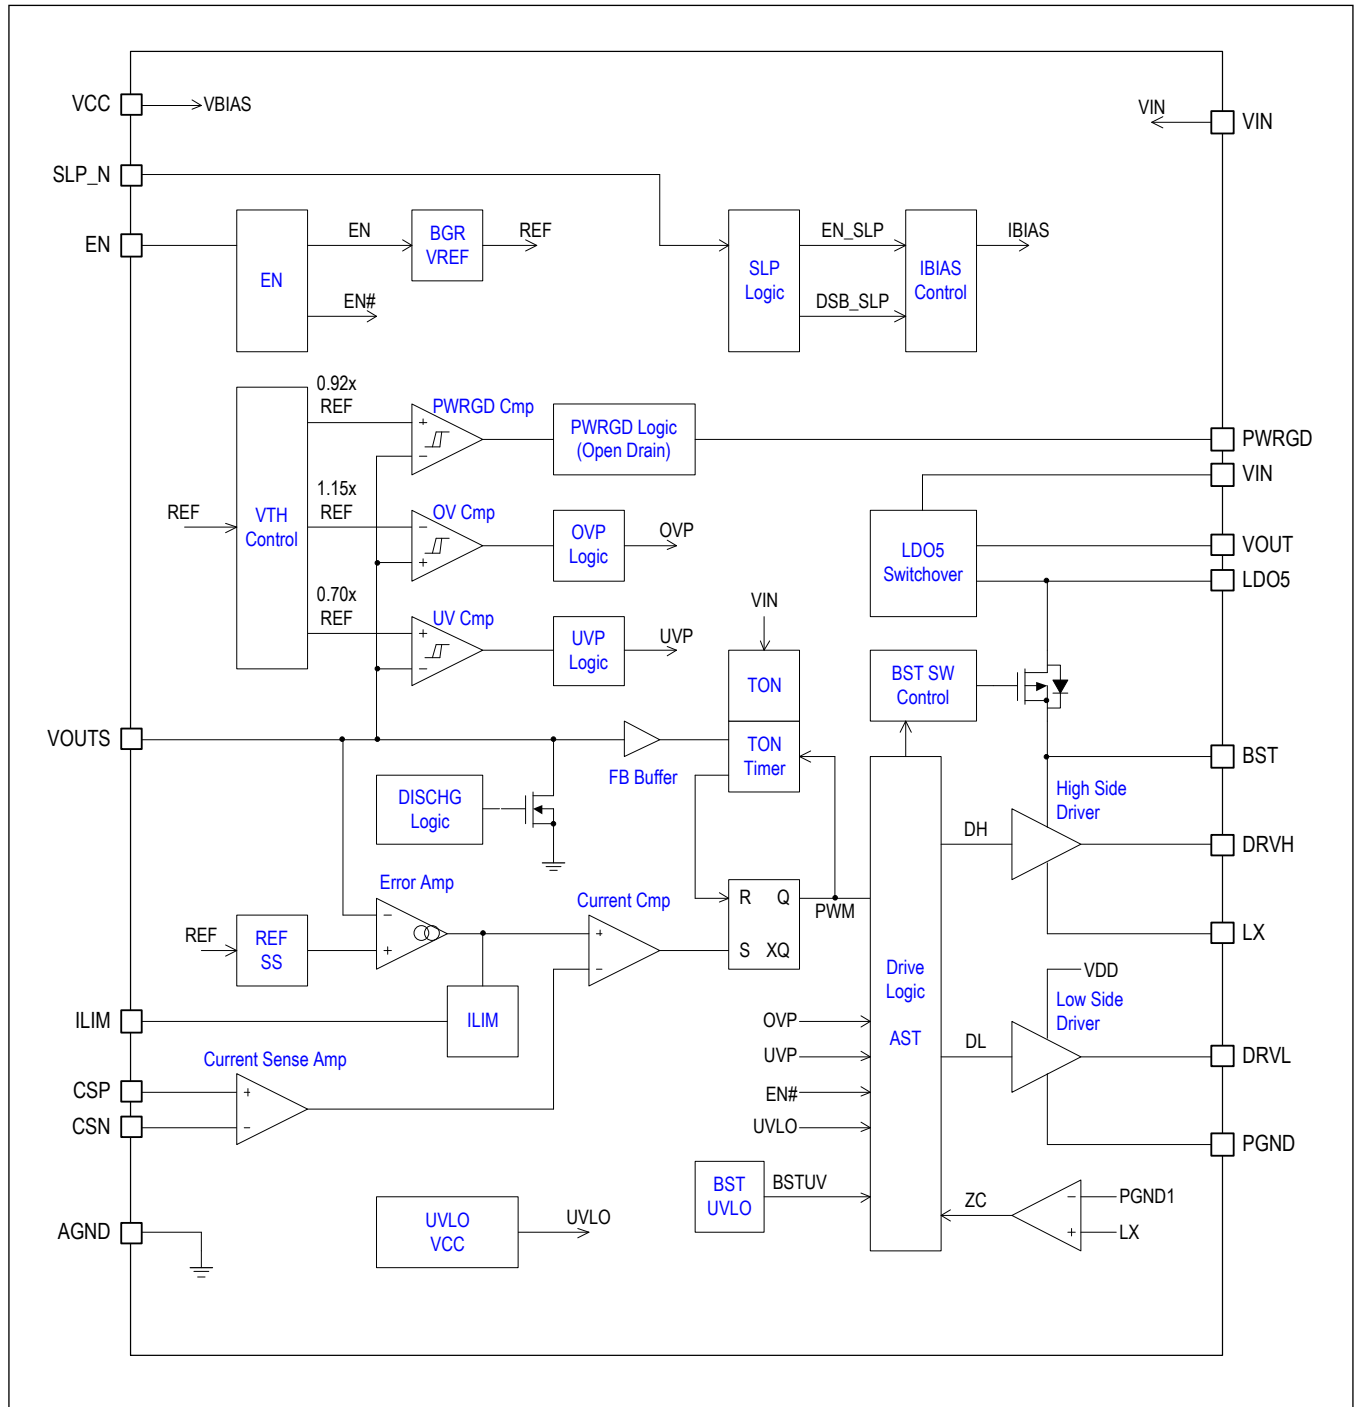 VCC
VBIAS
VIN
VIN
SLP_N
EN
EN
EN
EN#
BGR
VREF
REF
SLP
Logic
EN_SLP
DSB_SLP
IBIAS
Control
IBIAS
REF
VTH
Control
0.92x
REF
1.15x
REF
0.70x
REF
PWRGD Cmp
+
−
PWRGD Logic
(Open Drain)
PWRGD
OV Cmp
−
+
OVP
Logic
OVP
UV Cmp
+
−
UVP
Logic
UVP
VIN
LDO5
Switchover
VOUT
LDO5
VIN
TON
TON
Timer
BST SW
Control
VOUTS
FB Buffer
BST
DISCHG
Logic
High Side
Driver
DH
DRVH
Error Amp
−
+
REF
REF
SS
Current Cmp
+
−
R
Q
S
XQ
PWM
LX
Drive
Logic
AST
VDD
Low Side
Driver
ILIM
ILIM
OVP
UVP
EN#
UVLO
DL
DRVL
Current Sense Amp
CSP
CSN
+
−
PGND
BST
UVLO
BSTUV
ZC
−
+
PGND1
LX
AGND
UVLO
VCC
UVLO